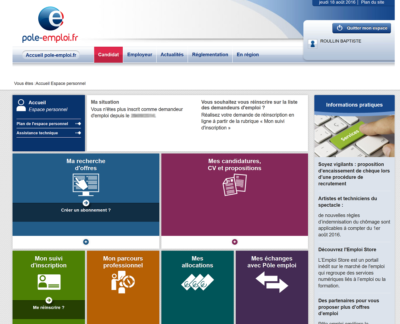 jeudi 18 août 2016 | Plan du site
pole-emploi.fr
Quitter mon espace
ROULLIN BAPTISTE
Accueil pole-emploi.fr
Candidat
Employeur
Actualités
Réglementation
En région
Vous êtes Accueil Espace personnel
Accueil
Espace personnel
Plan de l'espace personnel
Assistance technique
Ma situation
Vous n'êtes plus inscrit comme demandeur
d'emploi depuis le
Vous souhaitez vous réinscrire sur la liste
des demandeurs d'emploi ?
Réalisez votre demande de réinscription en
ligne à partir de la rubrique « Mon suivi
d'inscription »
Ma recherche
d'offres
Créer un abonnement ?
Mes candidatures,
CV et propositions
Mon suivi
d'inscription
Me réinscrire ?
Mon parcours
professionnel
Mes
allocations
Mes échanges
avec Pôle emploi
Informations pratiques
Services
Soyez vigilants : proposition
d'encaissement de chèque lors
d'une procédure de
recrutement
Artistes et techniciens du
spectacle :
de nouvelles règles
d'indemnisation du chômage sont
applicables à compter du 1er
août 2016.
Découvrez l'Emploi Store
L'Emploi Store est un portail
inédit sur le marché de l'emploi
qui regroupe des services
numériques liés à l'emploi ou la
formation.
Des partenaires pour vous
proposer plus d'offres
d'emploi